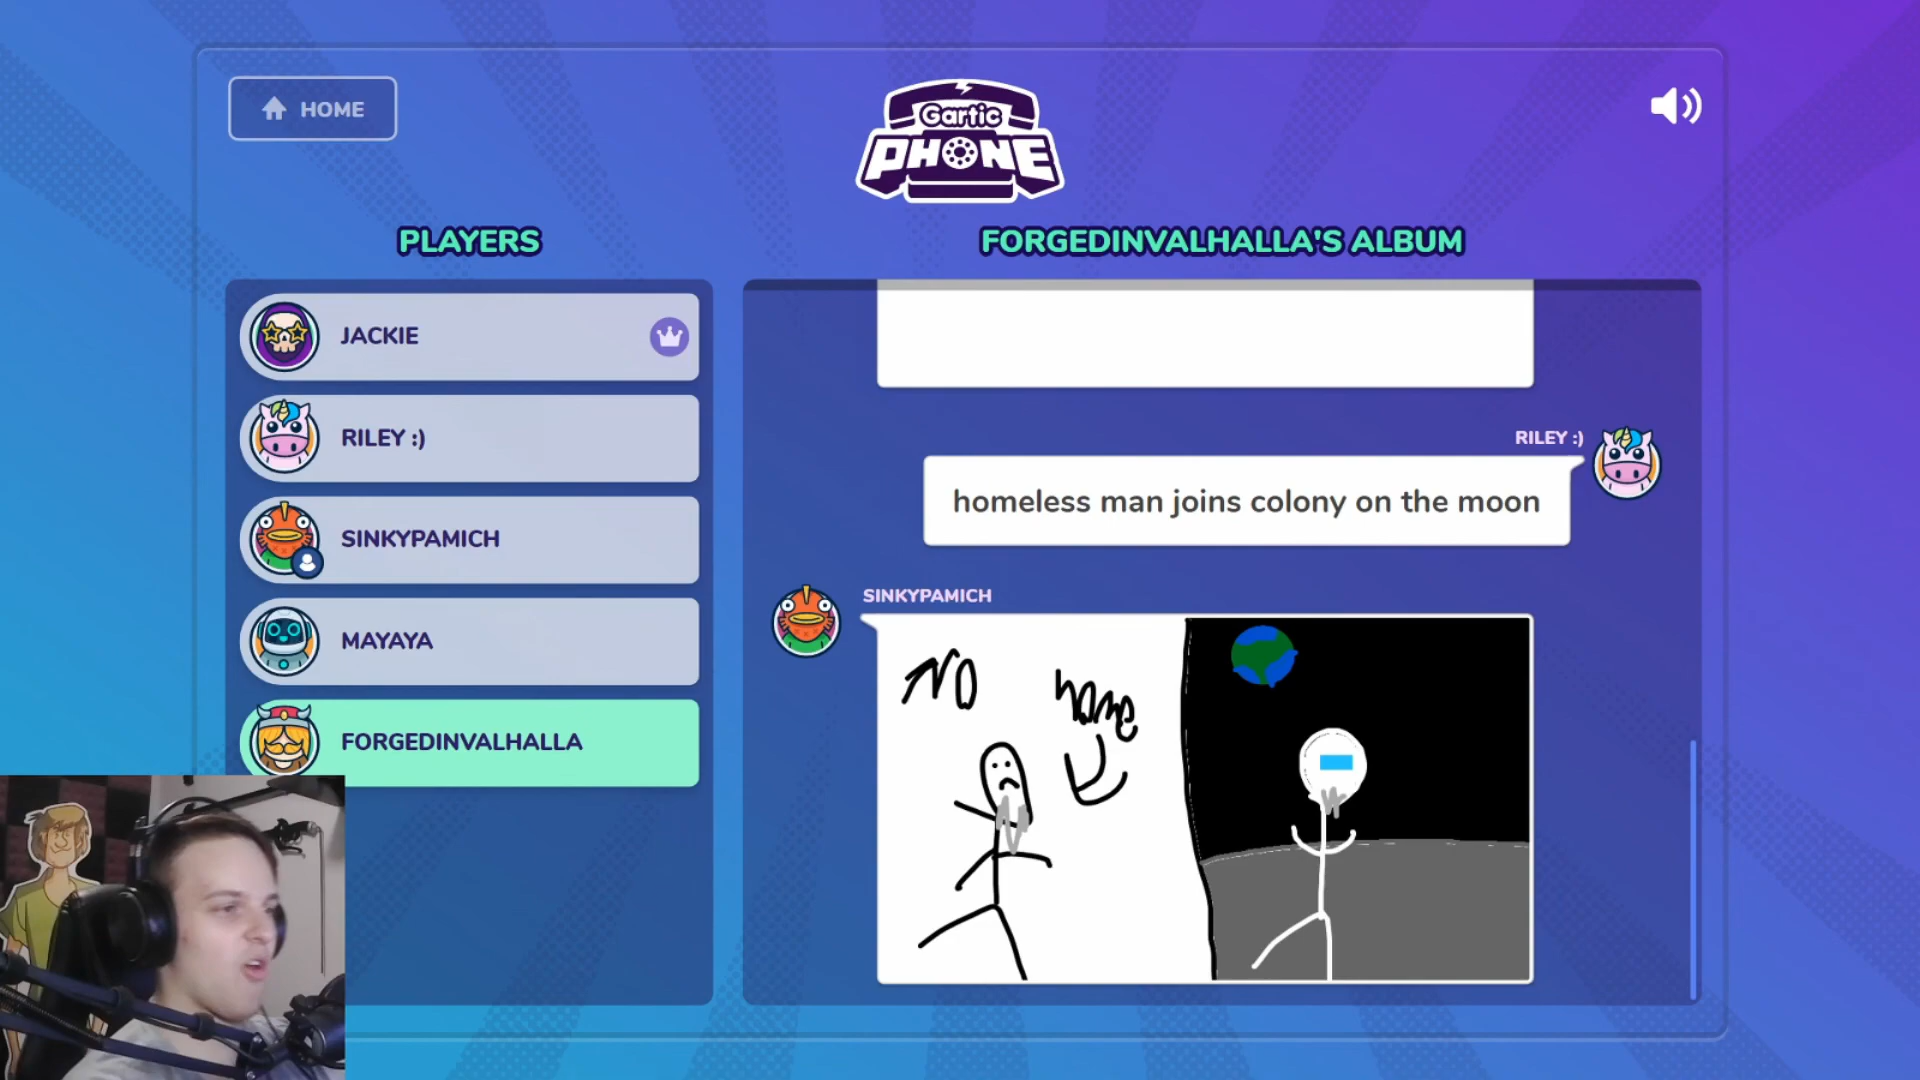 HOME
Gartic
PHONE
PLAYERS
JACKIE
RILEY :)
SINKYPAMICH
MAYAYA
FORGEDINVALHALLA
FORGEDINVALHALLA'S ALBUM
RILEY :)
homeless man joins colony on the moon
SINKYPAMICH
NO home